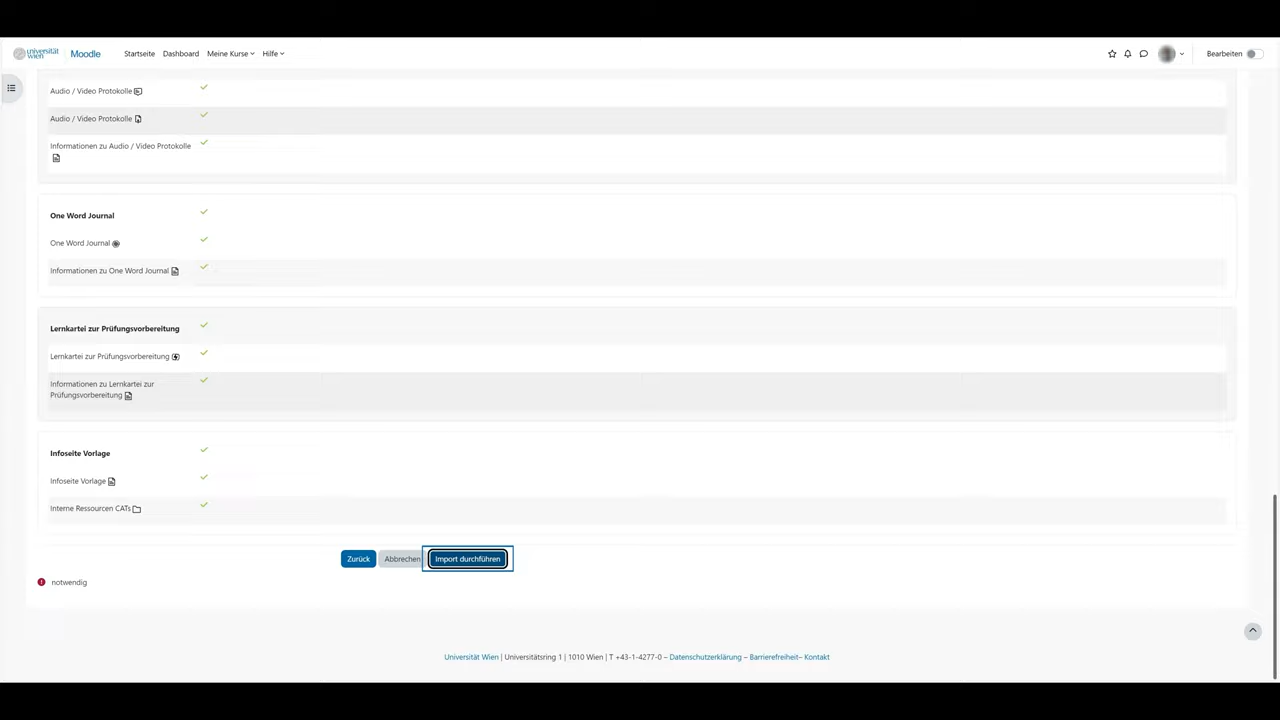 universität wien Moodle Startseite Dashboard Meine Kurse Hilfe Bearbeiten
Audio / Video Protokolle
Audio / Video Protokolle
Informationen zu Audio / Video Protokolle
One Word Journal
One Word Journal
Informationen zu One Word Journal
Lernkartei zur Prüfungsvorbereitung
Lernkartei zur Prüfungsvorbereitung
Informationen zu Lernkartei zur
Prüfungsvorbereitung
Infoseite Vorlage
Infoseite Vorlage
Interne Ressourcen CATs
Zurück Abbrechen Import durchführen
notwendig
Universität Wien | Universitätsring 1 | 1010 Wien | T +43-1-4277-0 – Datenschutzerklärung – Barrierefreiheit– Kontakt